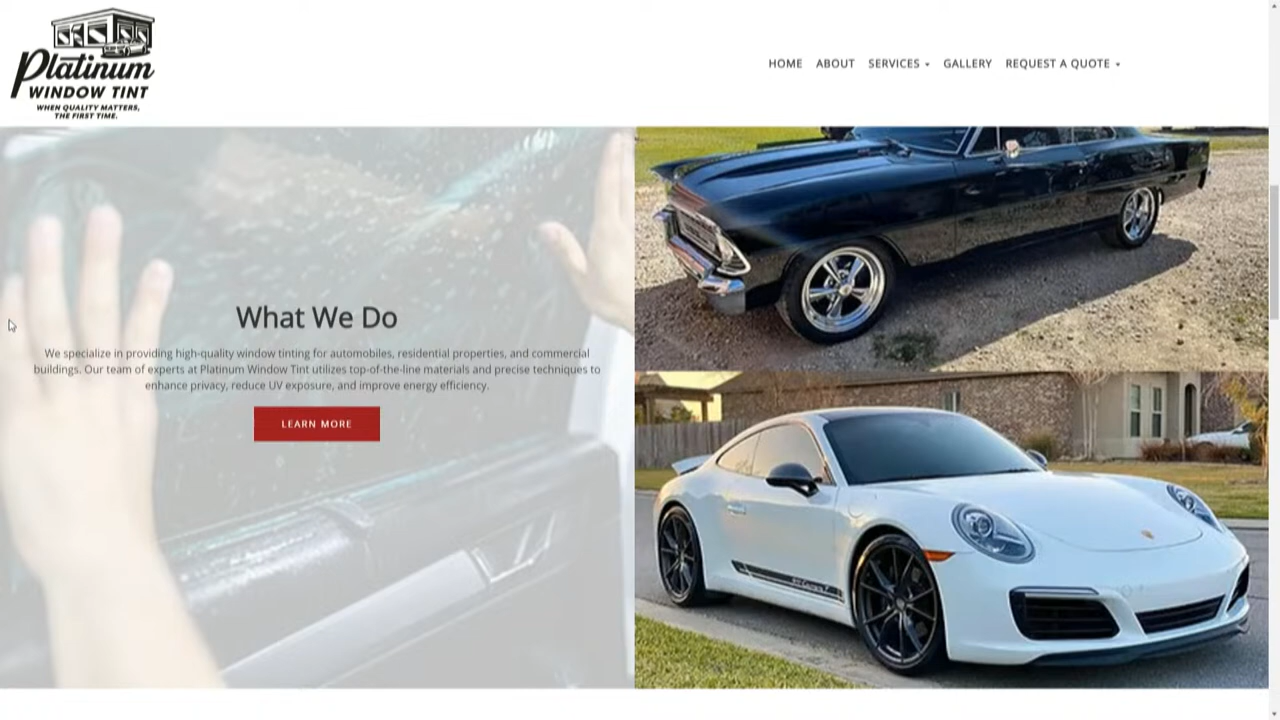 Platinum
WINDOW TINT
WHEN QUALITY MATTERS,
THE FIRST TIME.
HOME ABOUT SERVICES GALLERY REQUEST A QUOTE
What We Do
We specialize in providing high-quality window tinting for automobiles, residential properties, and commercial
buildings. Our team of experts at Platinum Window Tint utilizes top-of-the-line materials and precise techniques to
enhance privacy, reduce UV exposure, and improve energy efficiency.
LEARN MORE